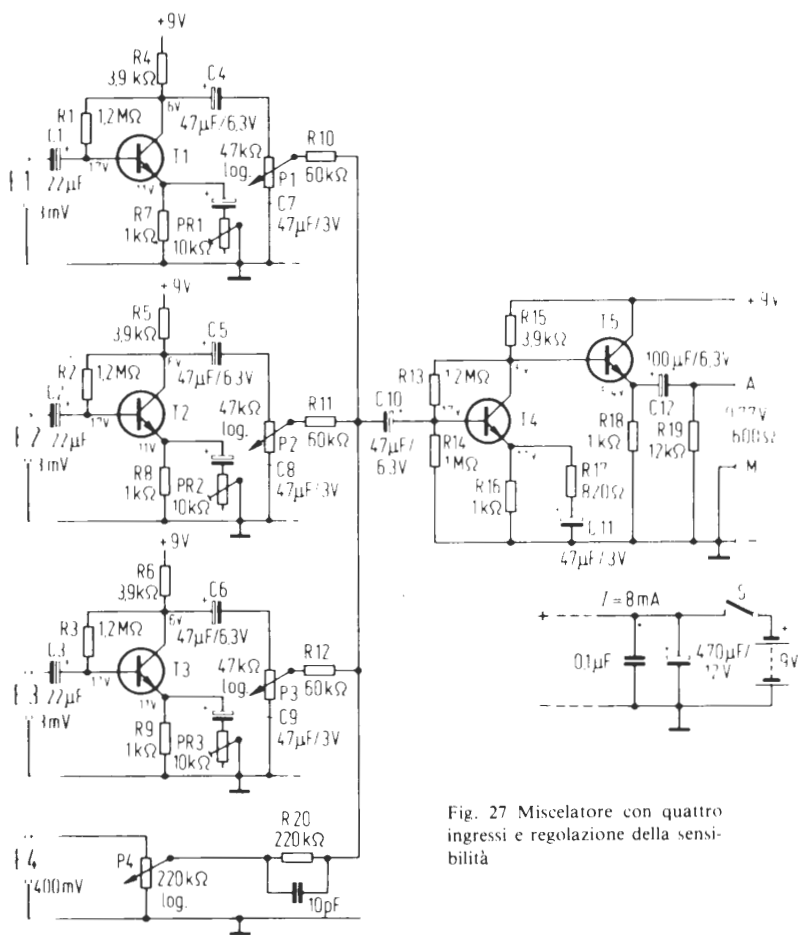 +9V
R4
3,9 kΩ
C4
6V
47µF/6,3V
R1
1,2MΩ
C1
22µF
T1
47kΩ
log.
P1
R10
60kΩ
C7
47µF/3V
R7
1kΩ
PR1
10kΩ
3mV
+9V
R5
3,9kΩ
C5
47µF/6,3V
R2
1,2MΩ
22µF
T2
47kΩ
log.
P2
R11
60kΩ
C8
47µF/3V
R8
1kΩ
PR2
10kΩ
3mV
+9V
R6
3,9kΩ
C6
6V
47µF/6,3V
R3
1,2MΩ
C3
22µF
T3
47kΩ
log.
P3
R12
60kΩ
C9
47µF/3V
R9
1kΩ
PR3
10kΩ
3mV
R20
220kΩ
10pF
P4
220kΩ
log.
400mV
+ 9V
R15
3,9kΩ
T5
100µF/6,3V
C12
A
R13
1,2MΩ
C10
47µF/
6,3V
T4
R14
1MΩ
R18
1kΩ
R19
12kΩ
600Ω
M
R16
1kΩ
R17
820Ω
C11
47µF/3V
I = 8mA
S
+
0,1µF
470µF/
12V
+
9V
Fig. 27 Miscelatore con quattro
ingressi e regolazione della sensi-
bilità